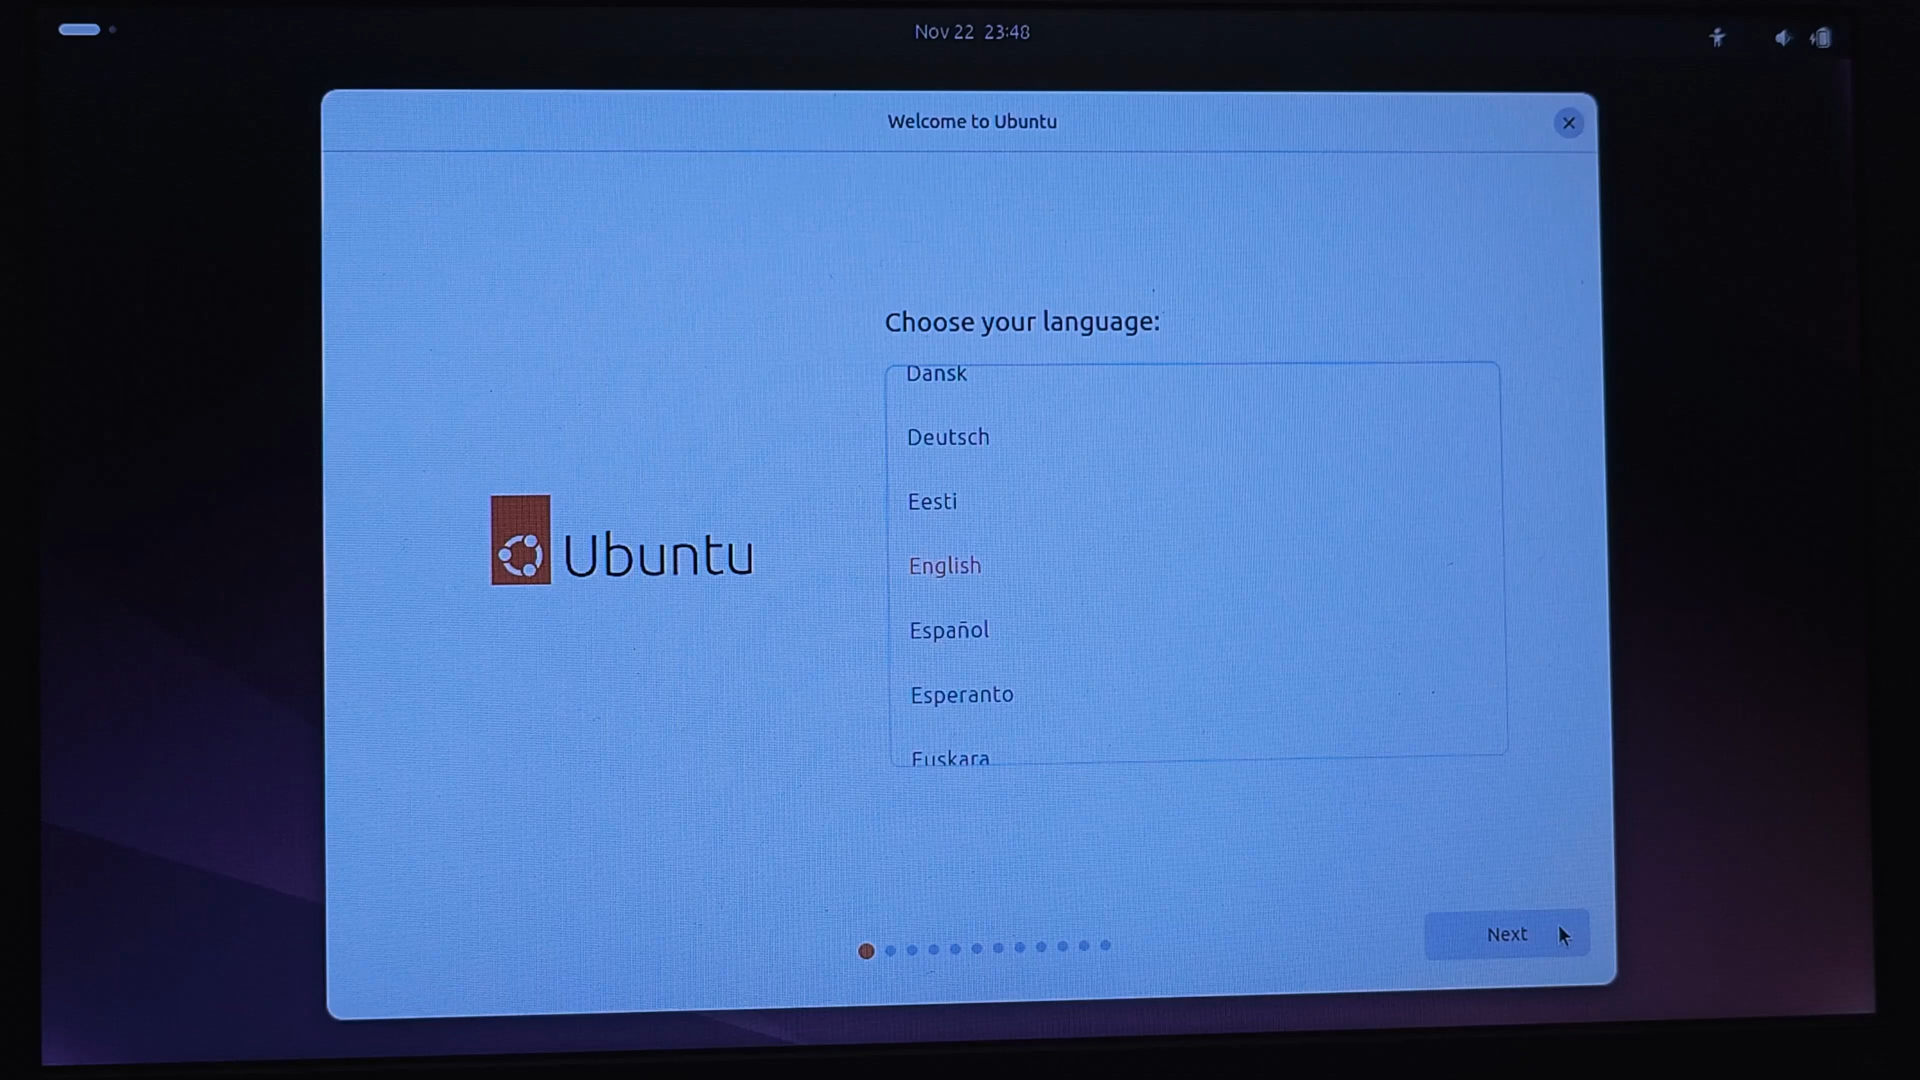 Nov 22 23:48
Welcome to Ubuntu
Choose your language:
Dansk
Deutsch
Eesti
English
Español
Esperanto
Euskara
Ubuntu
Next